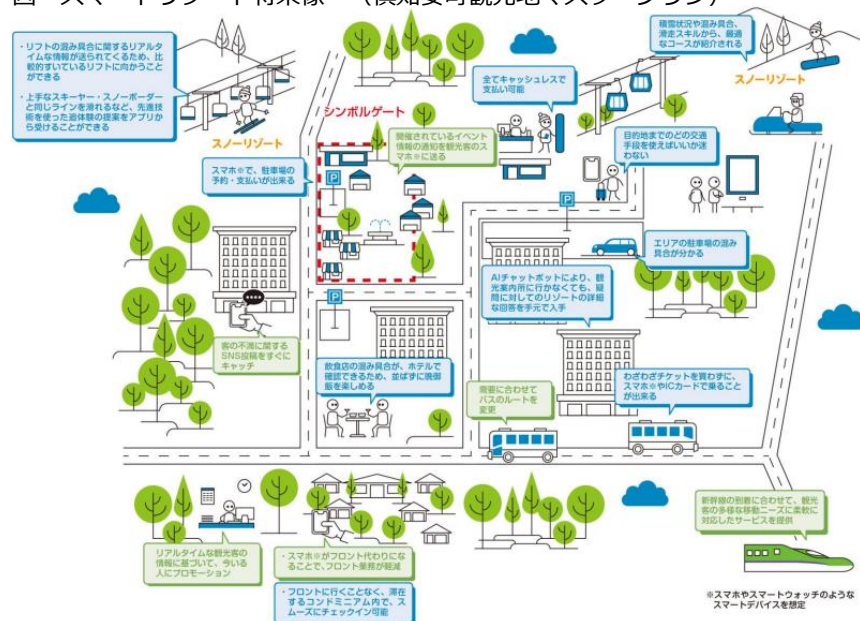 図 スマートリゾート将来像 （倶知安町観光地マスタープラン）
・リフトの混み具合に関するリアル
タイムな情報が送られてくるため、比
較的すいているリフトに向かうこと
ができる
・上手なスキーヤー・スノーボーダー
と同じラインを滑れるなど、先進技
術を使った追体験の提案をアプリか
ら受けることができる
スノーリゾート
積雪状況や混み具合、
滑走スキルから、最適
なコースが紹介される
スノーリゾート
全てキャッシュレスで
支払い可能
シンボルゲート
開催されているイベント
情報の通知を観光客のス
マホ※に送る
目的地までのどの交通
手段を使えばいいか迷
わない
スマホ※で、駐車場の
予約・支払いが出来る
P
P
P
エリアの駐車場の混み
具合が分かる
AIチャットボットにより、観
光案内所に行かなくても、疑
問に対してのリゾートの詳細
な回答を手元で入手
客の不満に関する
SNS投稿をすぐに
キャッチ
飲食店の混み具合が、ホテルで
確認できるため、並ばずに晩御
飯を楽しめる
需要に合わせて
バスのルートを
変更
わざわざチケットを買わずに、
スマホ※やICカードで乗ること
が出来る
新幹線の到着に合わせて、観光
客の多様な移動ニーズに柔軟に
対応したサービスを提供
リアルタイムな観光客の
情報に基づいて、今いる
人にプロモーション
・スマホ※がフロント代わりにな
ることで、フロント業務が軽減
・フロントに行くことなく、滞在
するコンドミニアム内で、ス
ムーズにチェックイン可能
※スマホやスマートウォッチのような
スマートデバイスを想定